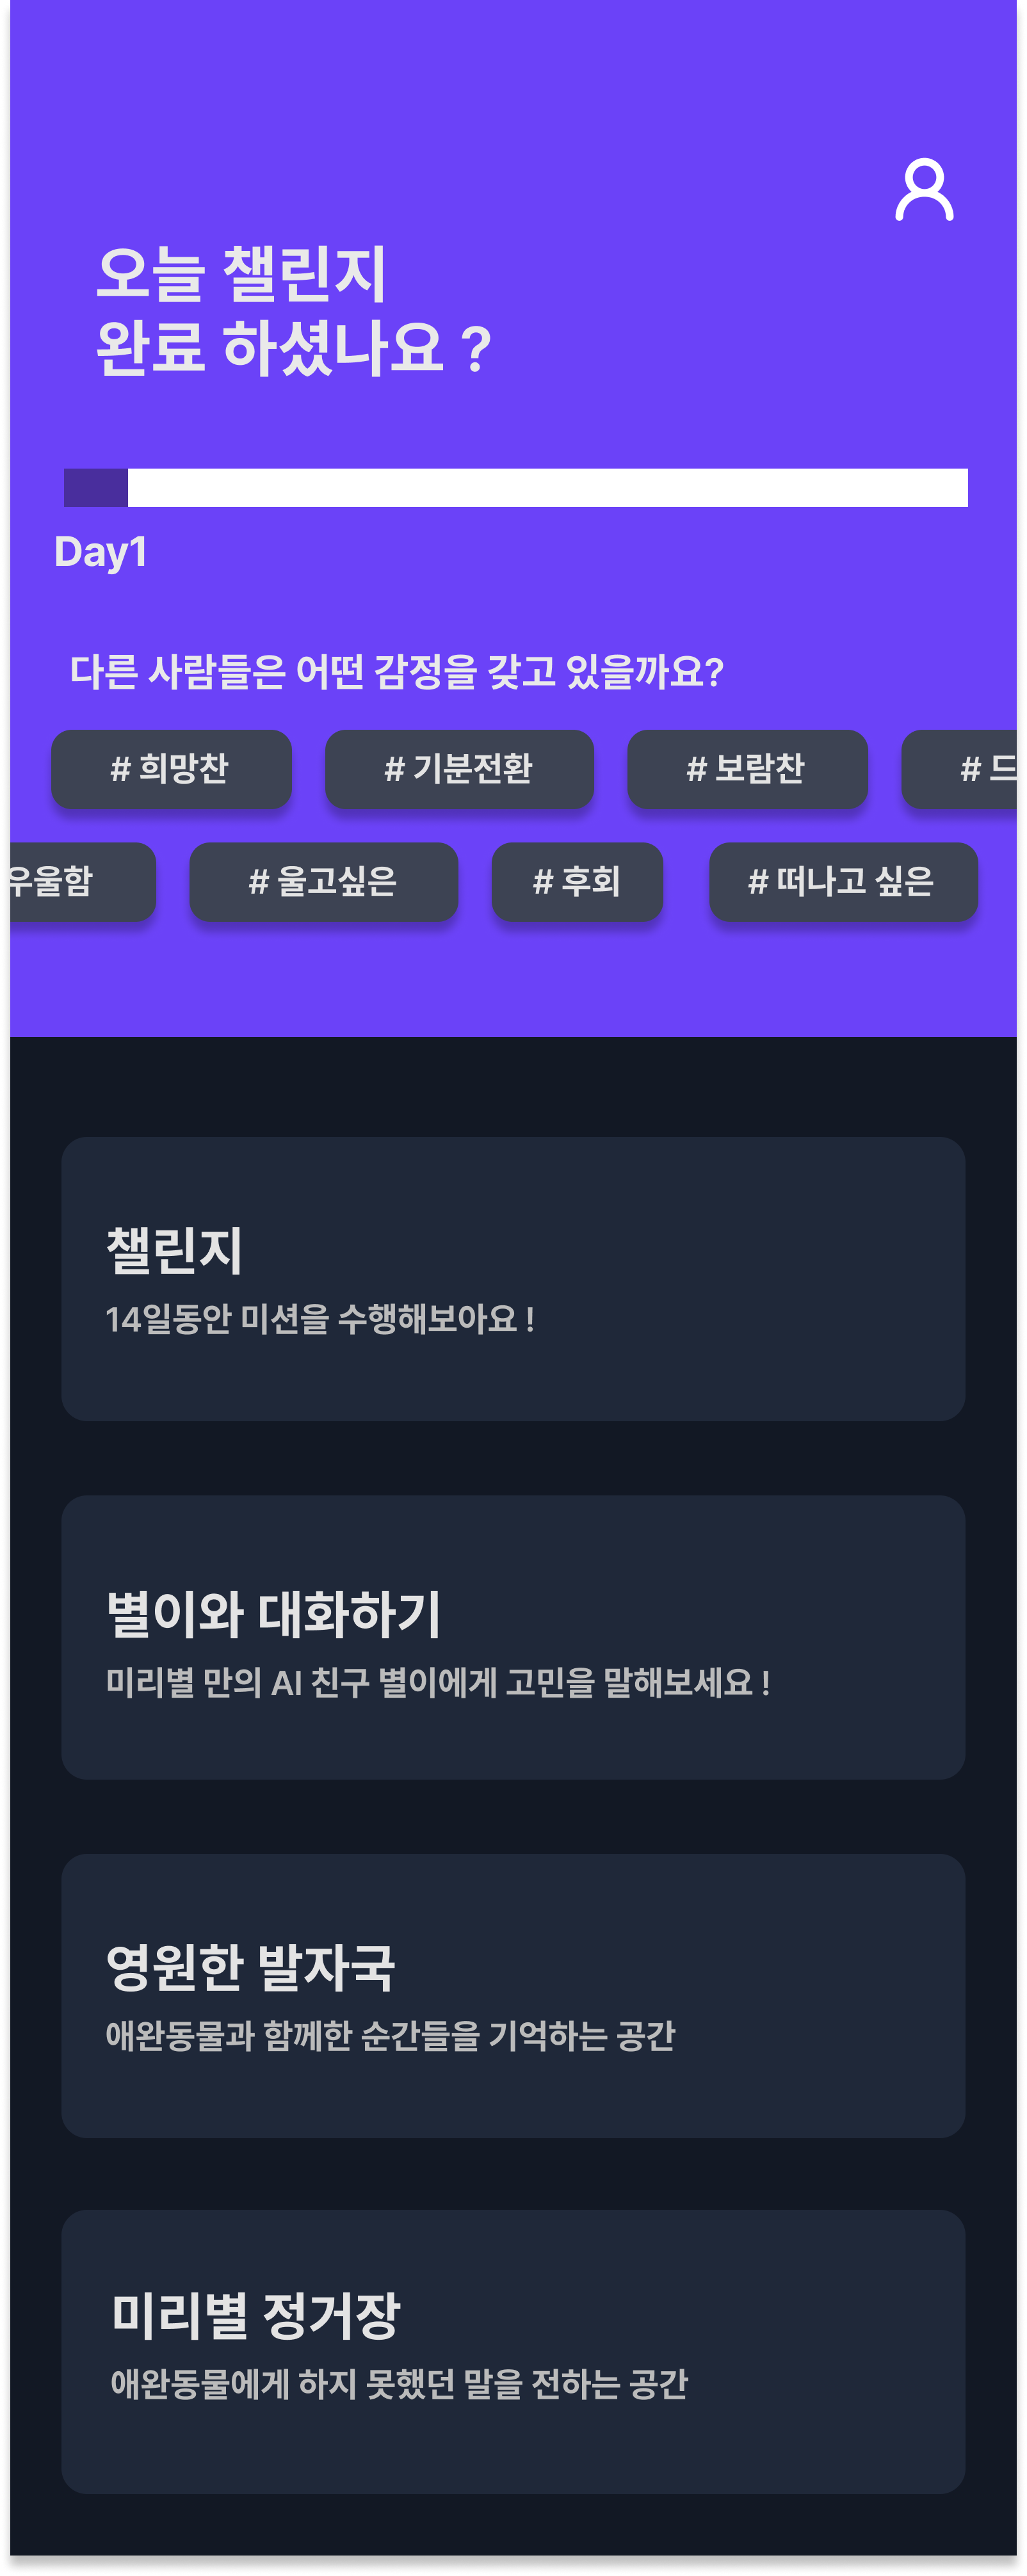 오늘 챌린지
완료 하셨나요 ?
Day1
다른 사람들은 어떤 감정을 갖고 있을까요?
# 희망찬
# 기분전환
# 보람찬
# 드
우울함
# 울고싶은
# 후회
# 떠나고 싶은
챌린지
14일동안 미션을 수행해보아요 !
별이와 대화하기
미리별 만의 AI 친구 별이에게 고민을 말해보세요 !
영원한 발자국
애완동물과 함께한 순간들을 기억하는 공간
미리별 정거장
애완동물에게 하지 못했던 말을 전하는 공간